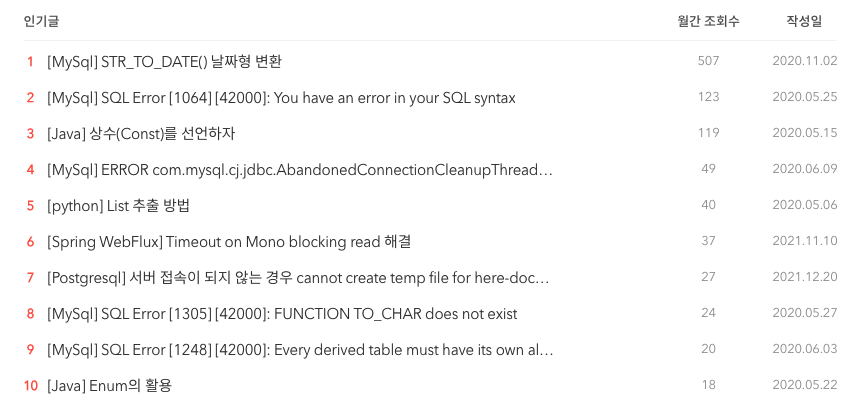 인기글 월간 조회수 작성일
1 [MySql] STR_TO_DATE() 날짜형 변환 507 2020.11.02
2 [MySql] SQL Error [1064] [42000]: You have an error in your SQL syntax 123 2020.05.25
3 [Java] 상수(Const)를 선언하자 119 2020.05.15
4 [MySql] ERROR com.mysql.cj.jdbc.AbandonedConnectionCleanupThread... 49 2020.06.09
5 [python] List 추출 방법 40 2020.05.06
6 [Spring WebFlux] Timeout on Mono blocking read 해결 37 2021.11.10
7 [Postgresql] 서버 접속이 되지 않는 경우 cannot create temp file for here-doc... 27 2021.12.20
8 [MySql] SQL Error [1305] [42000]: FUNCTION TO_CHAR does not exist 24 2020.05.27
9 [MySql] SQL Error [1248] [42000]: Every derived table must have its own al... 20 2020.06.03
10 [Java] Enum의 활용 18 2020.05.22